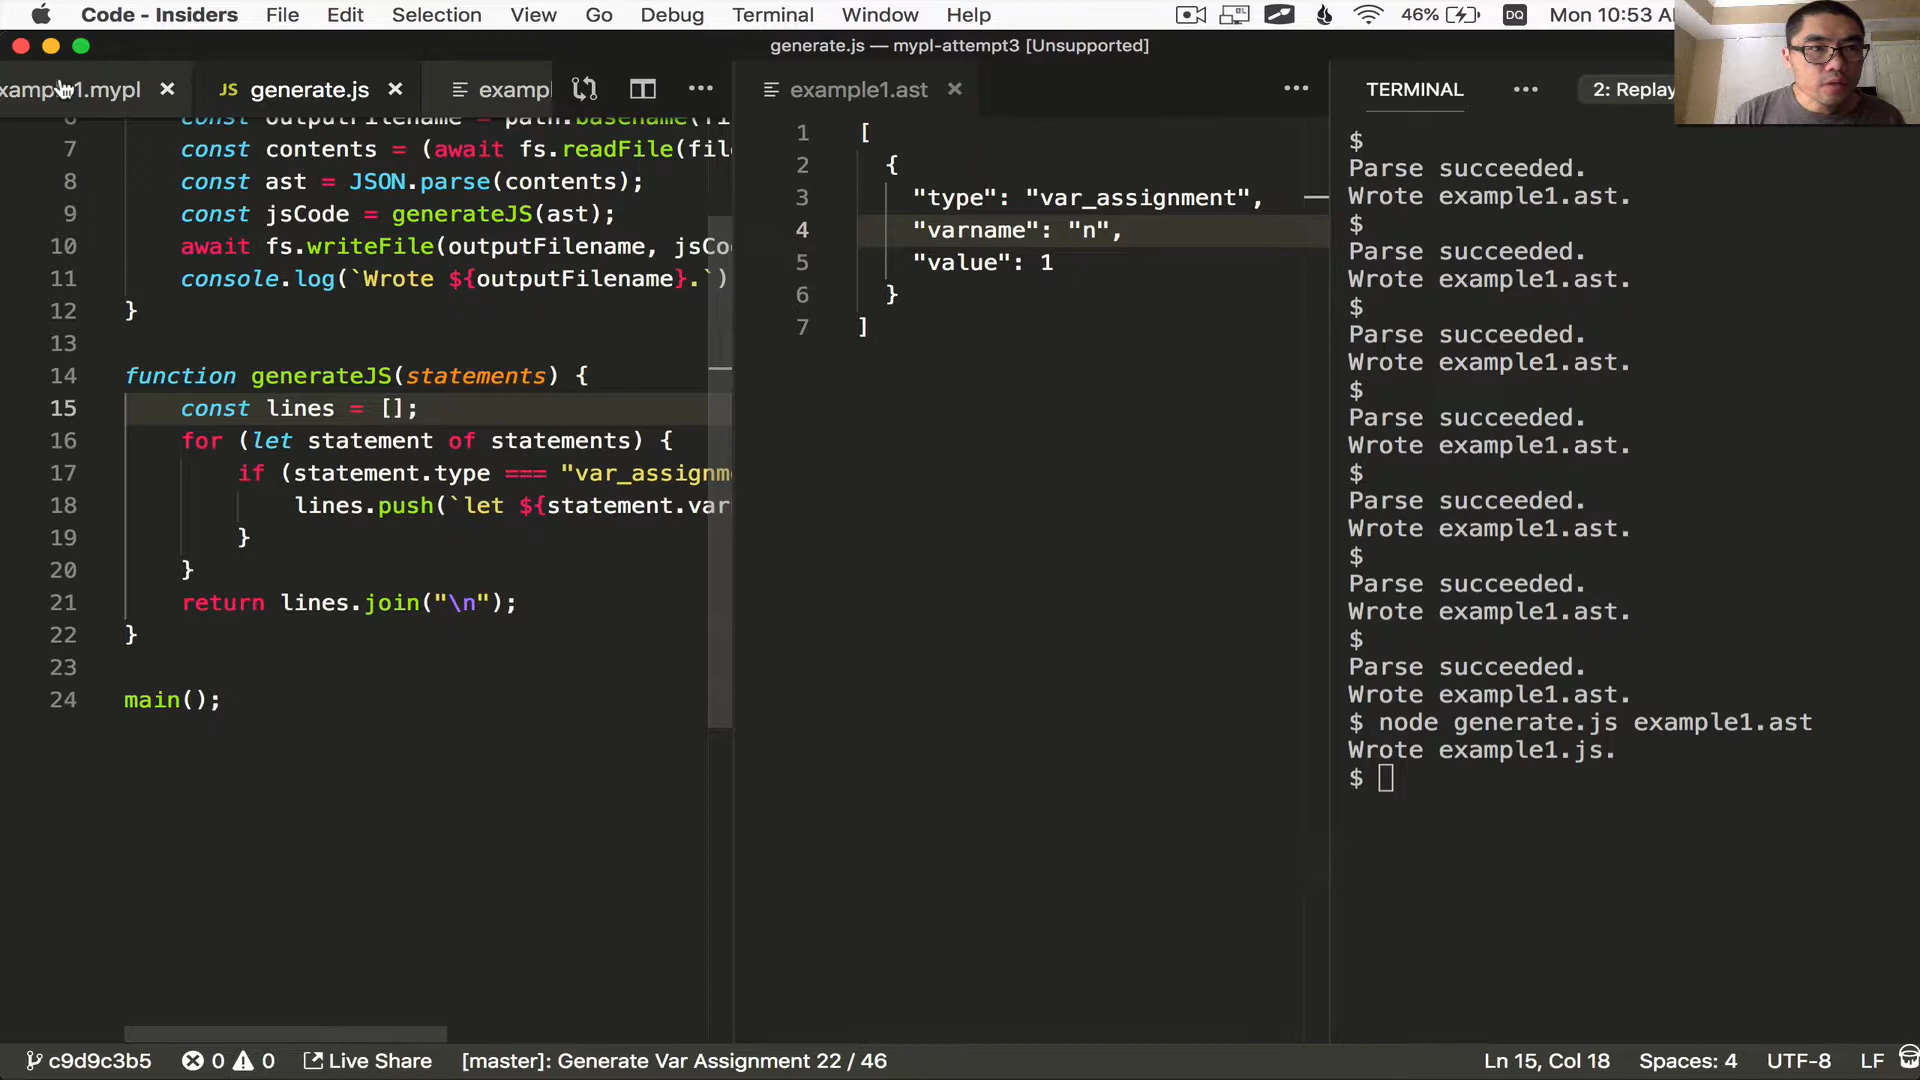 Code - Insiders File Edit Selection View Go Debug Terminal Window Help 46% DQ Mon 10:53
generate.js — mypl-attempt3 [Unsupported]
JS generate.js
example1.ast
TERMINAL
2: Replay
6 const outputFilename = path.basename(
7 const contents = (await fs.readFile(
8 const ast = JSON.parse(contents);
9 const jsCode = generateJS(ast);
10 await fs.writeFile(outputFilename,
11 console.log(`Wrote ${outputFilename}.`)
12 }
13
14 function generateJS(statements) {
15 const lines = [];
16 for (let statement of statements) {
17 if (statement.type ===
18 lines.push(`let ${statement.
19 }
20 }
21 return lines.join("\n");
22 }
23
24 main();
1 [
2 {
3 "type": "var_assignment",
4 "varname": "n",
5 "value": 1
6 }
7 ]
$
Parse succeeded.
Wrote example1.ast.
$
Parse succeeded.
Wrote example1.ast.
$
Parse succeeded.
Wrote example1.ast.
$
Parse succeeded.
Wrote example1.ast.
$
Parse succeeded.
Wrote example1.ast.
$
Parse succeeded.
Wrote example1.ast.
$
Parse succeeded.
Wrote example1.ast.
$ node generate.js example1.ast
Wrote example1.js.
$
c9d9c3b5 0 0 Live Share [master]: Generate Var Assignment 22 / 46 Ln 15, Col 18 Spaces: 4 UTF-8 LF